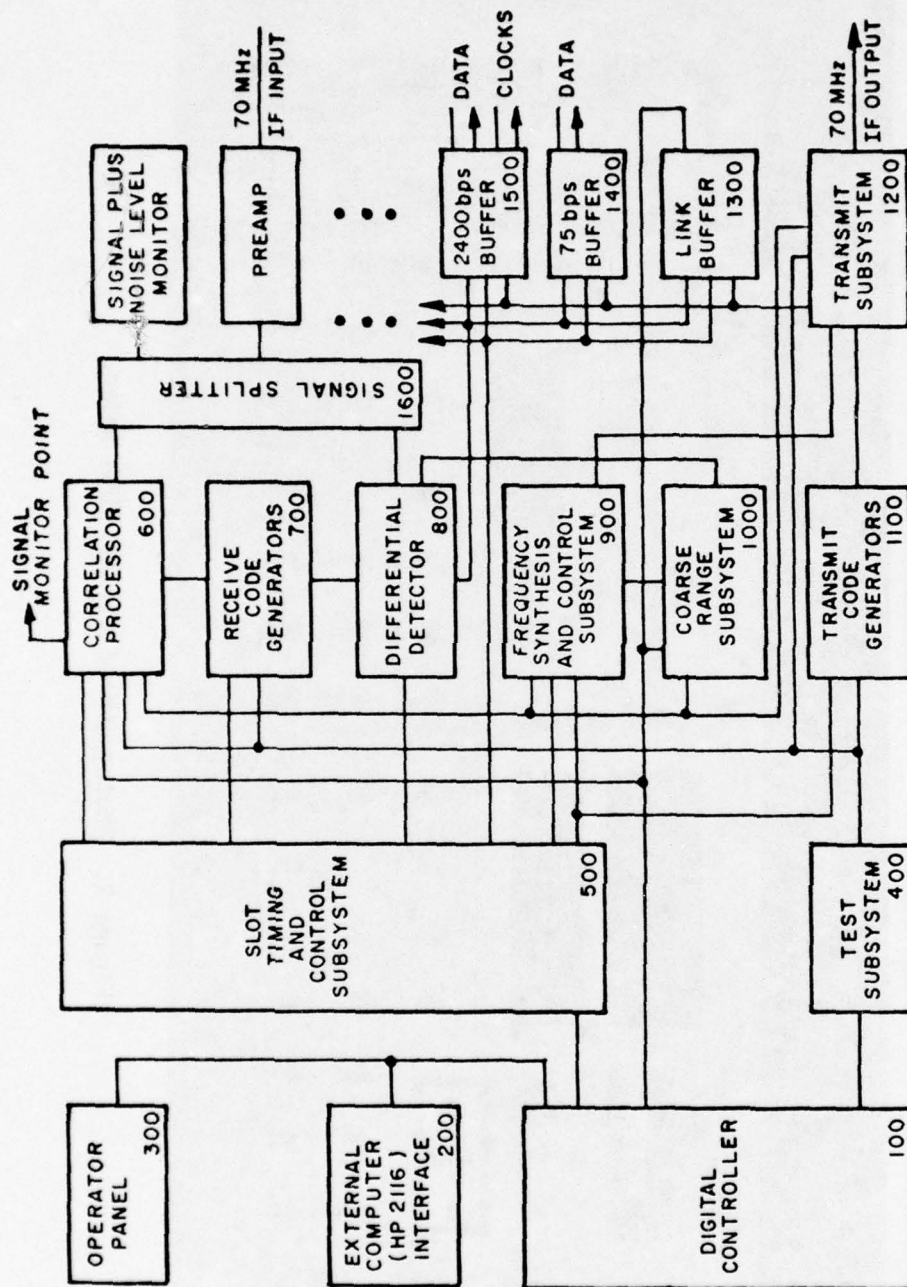 OPERATOR
PANEL
300
EXTERNAL
COMPUTER
(HP 2116)
INTERFACE
200
DIGITAL
CONTROLLER
100
SLOT
TIMING
AND
CONTROL
SUBSYSTEM
500
TEST
SUBSYSTEM
400
SIGNAL
MONITOR POINT
CORRELATION
PROCESSOR
600
RECEIVE
CODE
GENERATORS
700
DIFFERENTIAL
DETECTOR
800
FREQUENCY
SYNTHESIS
AND CONTROL
SUBSYSTEM
900
COARSE
RANGE
SUBSYSTEM
1000
TRANSMIT
CODE
GENERATORS
1100
SIGNAL SPLITTER
1600
SIGNAL PLUS
NOISE LEVEL
MONITOR
PREAMP
70 MHz
IF INPUT
2400bps
BUFFER
1500
DATA
CLOCKS
75bps
BUFFER
1400
DATA
LINK
BUFFER
1300
TRANSMIT
SUBSYSTEM
1200
70 MHz
IF OUTPUT